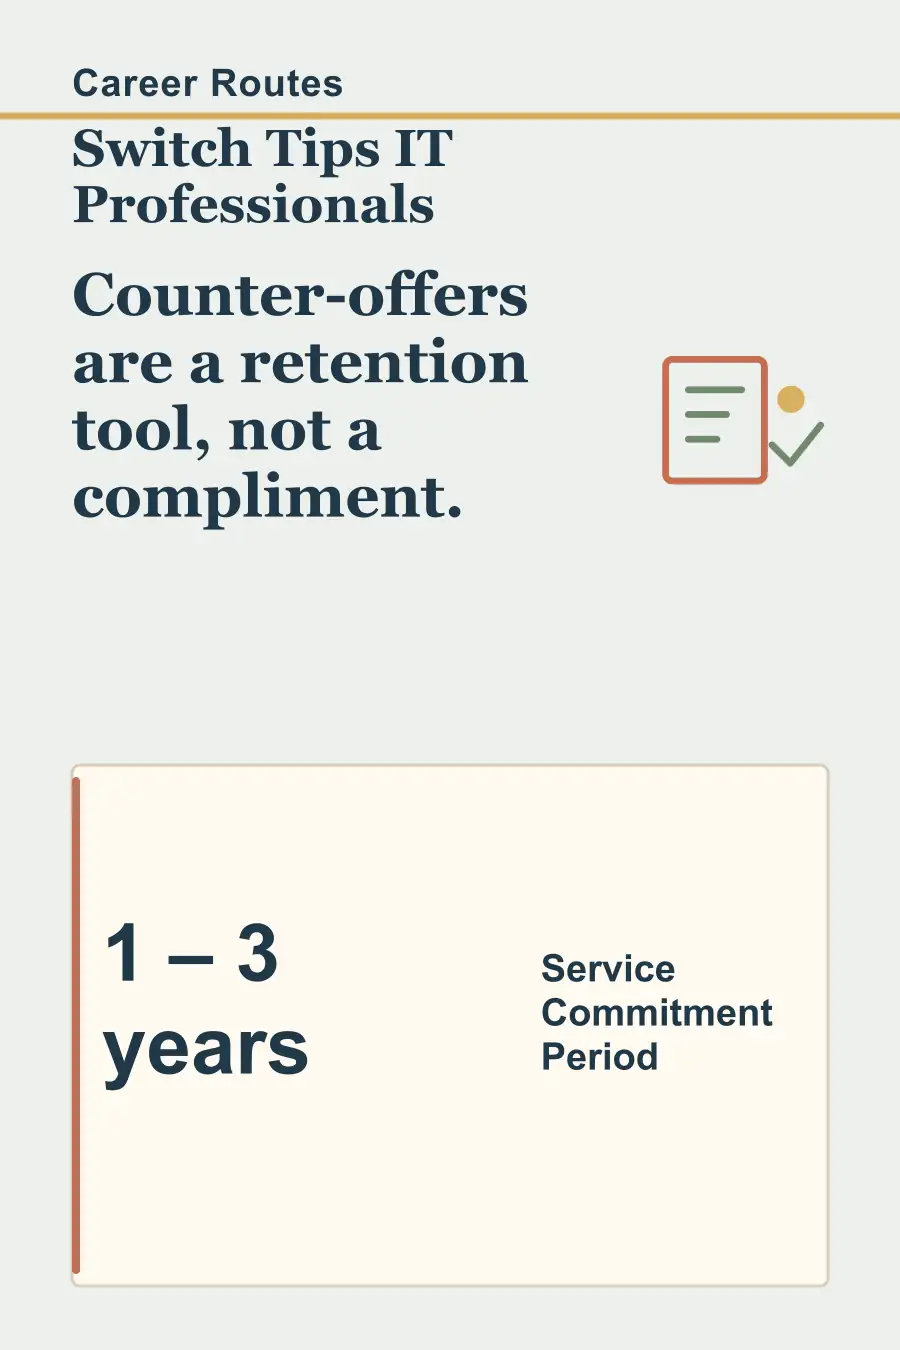 Career Routes
Switch Tips IT
Professionals
Counter-offers
are a retention
tool, not a
compliment.
1 – 3
years
Service
Commitment
Period